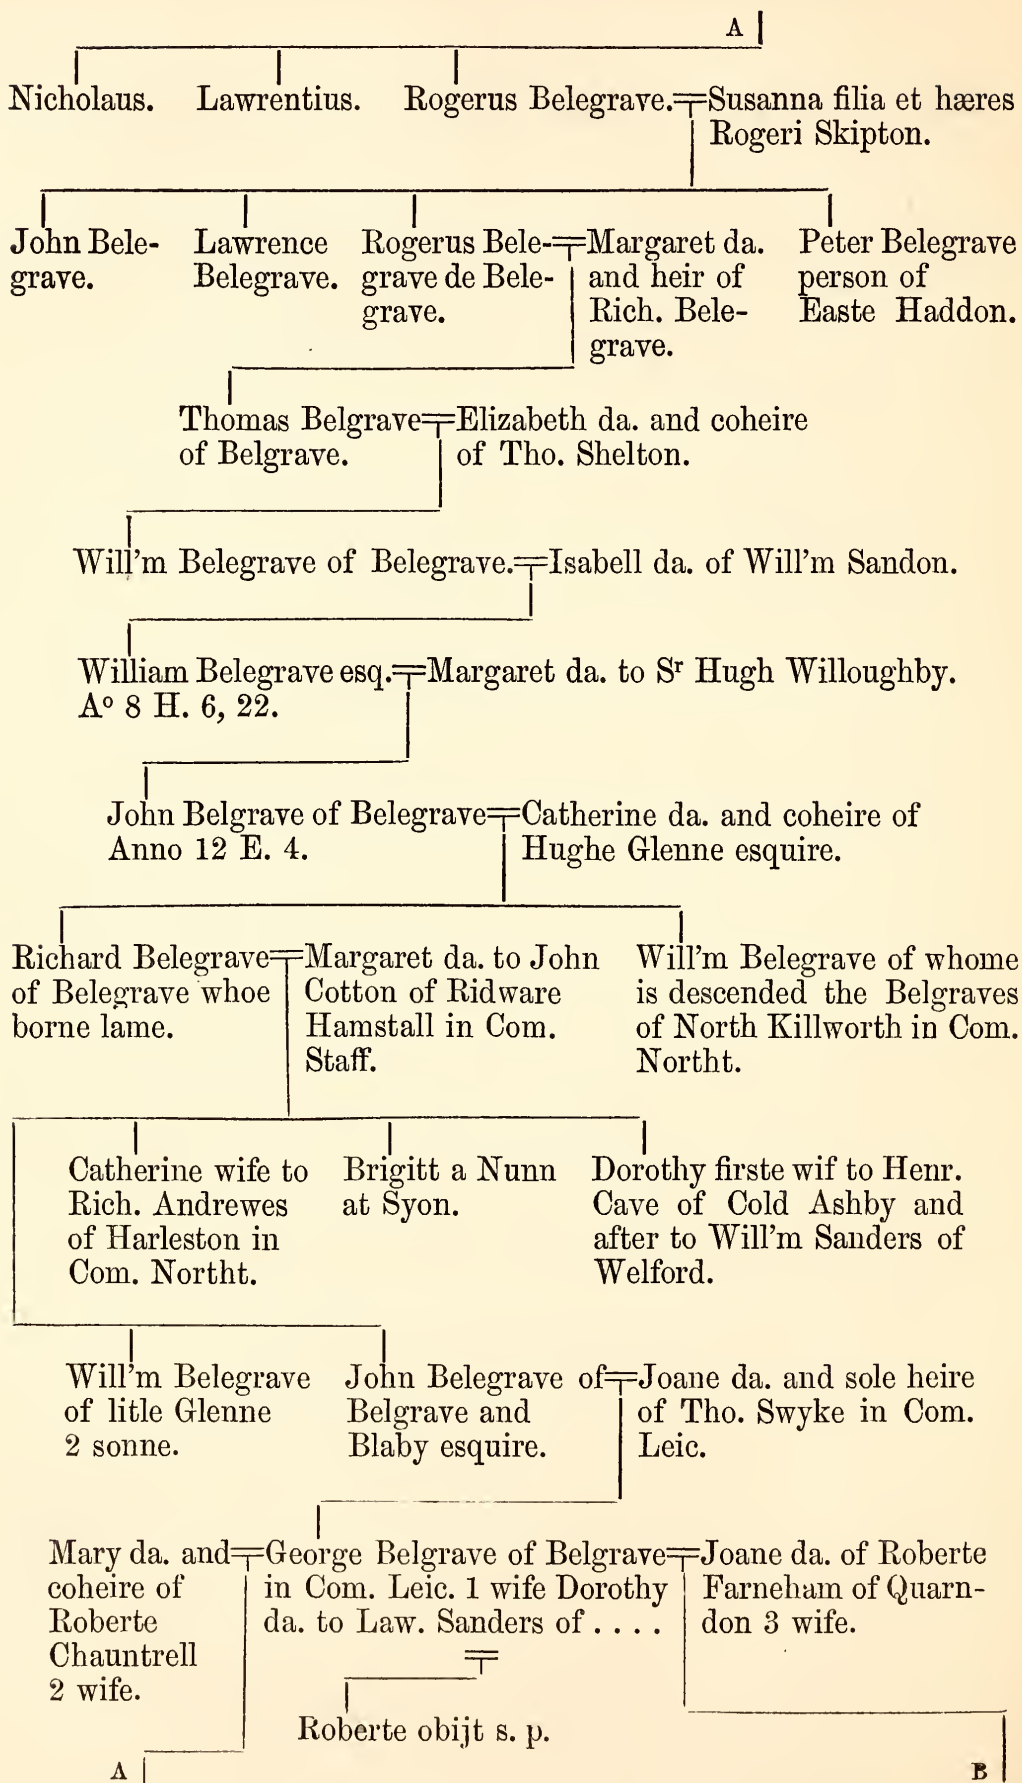 A
Nicholaus. Lawrentius. Rogerus Belegrave. Susanna filia et hæres
Rogeri Skipton.
John Bele-
grave.
Lawrence
Belegrave.
Rogerus Bele-
grave de Bele-
grave.
Margaret da.
and heir of
Rich. Bele-
grave.
Peter Belegrave
person of
Easte Haddon.
Thomas Belgrave
of Belgrave.
Elizabeth da. and coheire
of Tho. Shelton.
Will'm Belegrave of Belegrave. Isabell da. of Will'm Sandon.
William Belegrave esq.
Aº 8 H. 6, 22.
Margaret da. to Sʳ Hugh Willoughby.
John Belgrave of Belegrave
Anno 12 E. 4.
Catherine da. and coheire of
Hughe Glenne esquire.
Richard Belegrave
of Belegrave whoe
borne lame.
Margaret da. to John
Cotton of Ridware
Hamstall in Com.
Staff.
Will'm Belegrave of whome
is descended the Belgraves
of North Killworth in Com.
Northt.
Catherine wife to
Rich. Andrewes
of Harleston in
Com. Northt.
Brigitt a Nunn
at Syon.
Dorothy firste wif to Henr.
Cave of Cold Ashby and
after to Will'm Sanders of
Welford.
Will'm Belegrave
of litle Glenne
2 sonne.
John Belegrave of
Belgrave and
Blaby esquire.
Joane da. and sole heire
of Tho. Swyke in Com.
Leic.
Mary da. and
coheire of
Roberte
Chauntrell
2 wife.
George Belgrave of Belgrave
in Com. Leic. 1 wife Dorothy
da. to Law. Sanders of . . . .
Joane da. of Roberte
Farneham of Quarn-
don 3 wife.
Roberte obijt s. p.
A B